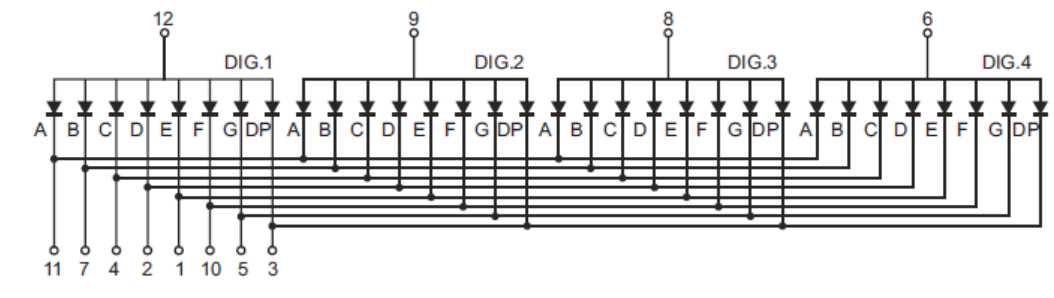 12 9 8 6
DIG.1 DIG.2 DIG.3 DIG.4
A B C D E F G DP A B C D E F G DP A B C D E F G DP A B C D E F G DP
11 7 4 2 1 10 5 3